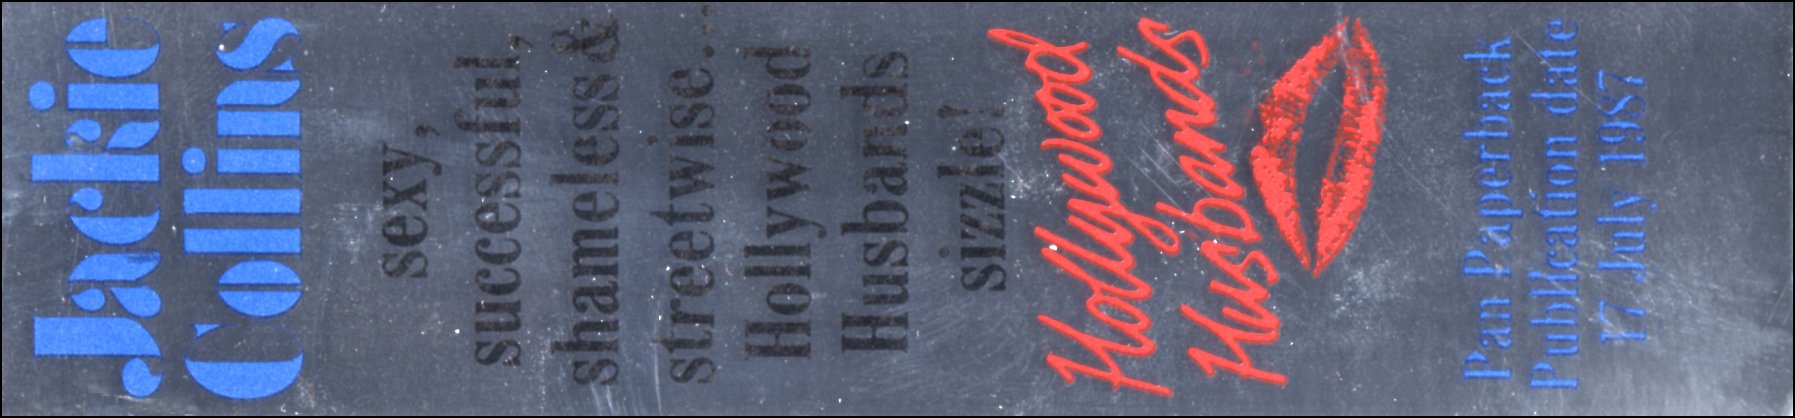 Jackie
Collins
sexy,
successful,
shameless&
streetwise...
Hollywood
Husbands
sizzle!
Hollywood
Husbands
Pan Paperback
Publication date
17 July 1987